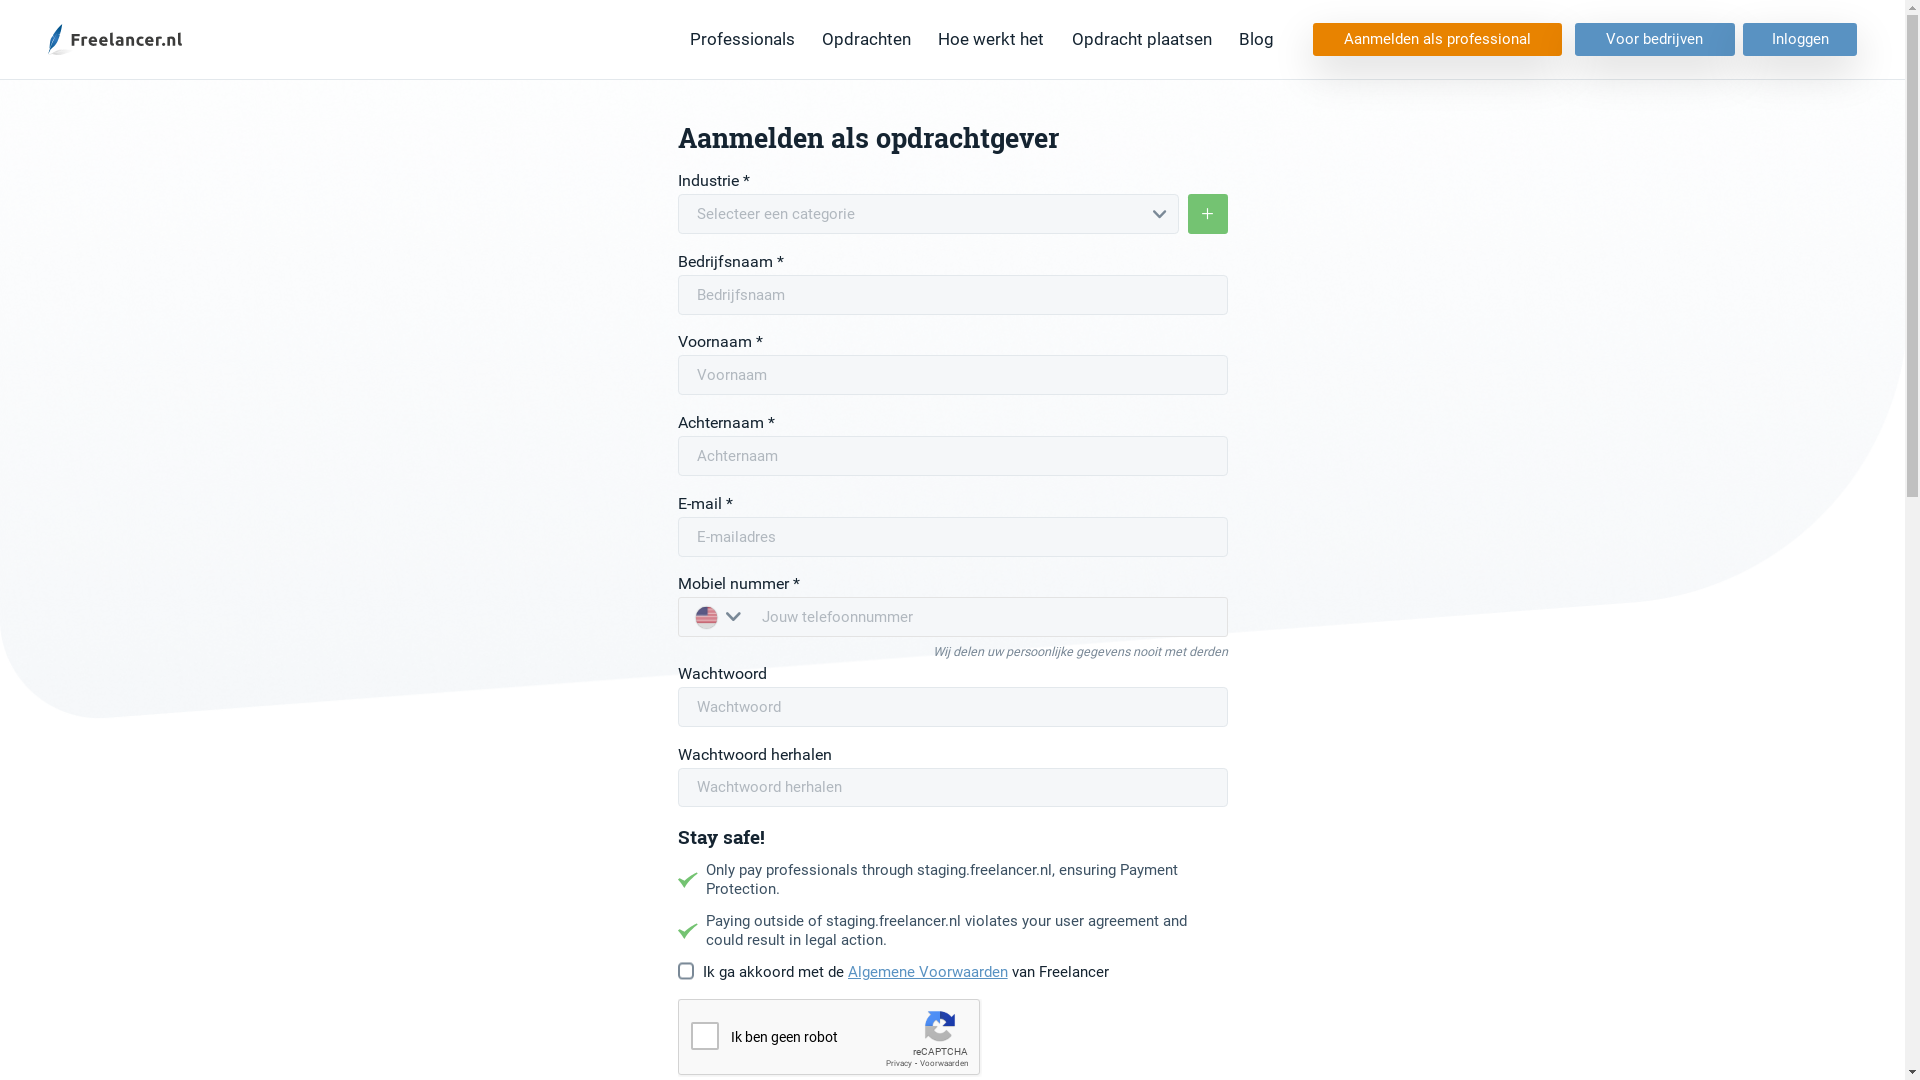 Freelancer.nl
Professionals
Opdrachten
Hoe werkt het
Opdracht plaatsen
Blog
Aanmelden als professional
Voor bedrijven
Inloggen
Aanmelden als opdrachtgever
Industrie *
Selecteer een categorie
+
Bedrijfsnaam *
Bedrijfsnaam
Voornaam *
Voornaam
Achternaam *
Achternaam
E-mail *
E-mailadres
Mobiel nummer *
Jouw telefoonnummer
Wij delen uw persoonlijke gegevens nooit met derden
Wachtwoord
Wachtwoord
Wachtwoord herhalen
Wachtwoord herhalen
Stay safe!
Only pay professionals through staging.freelancer.nl, ensuring Payment
Protection.
Paying outside of staging.freelancer.nl violates your user agreement and
could result in legal action.
Ik ga akkoord met de Algemene Voorwaarden van Freelancer
Ik ben geen robot
reCAPTCHA
Privacy - Voorwaarden